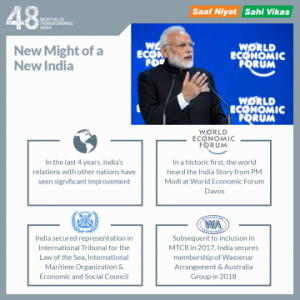 48
MONTHS OF
TRANSFORMING
INDIA
Saaf Niyat Sahi Vikas
New Might of a
New India
WORLD
ECONOMIC
FORUM
WORLD
ECONOMIC
FORUM
WORLD
ECONOMIC
FORUM
In the last 4 years, India's
relations with other nations have
seen significant improvement
In a historic first, the world
heard the India Story from PM
Modi at World Economic Forum
Davos
India secured representation in
International Tribunal for the
Law of the Sea, International
Maritime Organization &
Economic and Social Council
WA
Subsequent to inclusion in
MTCR in 2017, India secures
membership of Wassenar
Arrangement & Australia
Group in 2018